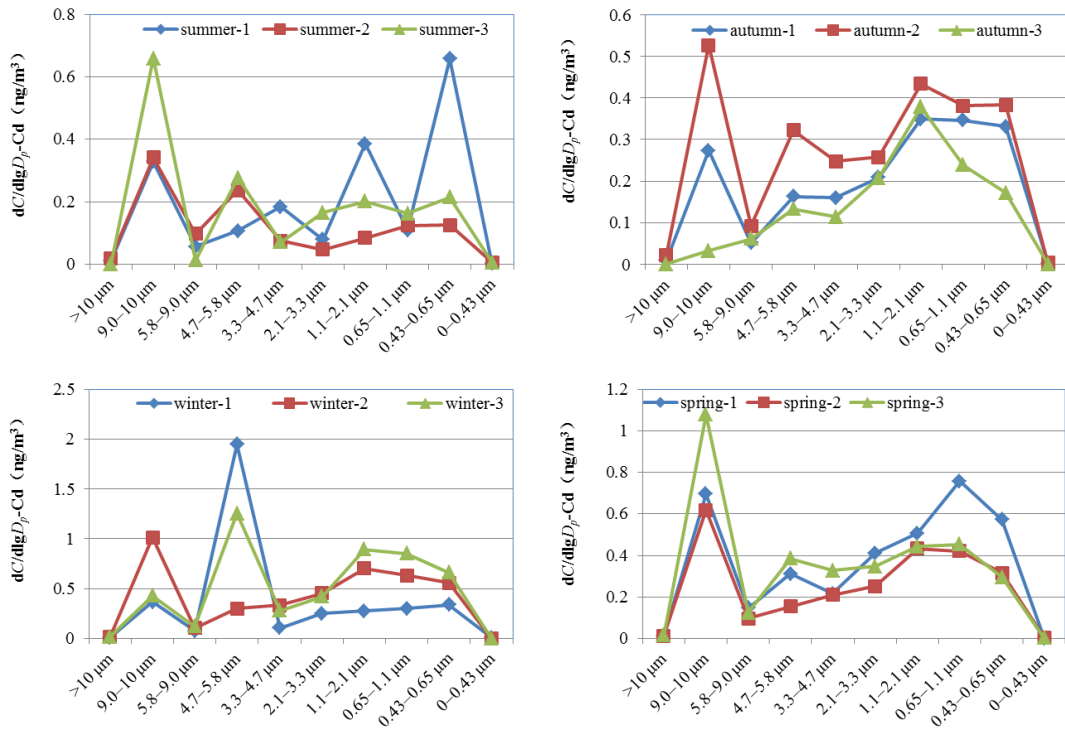 dC/dlgDp-Cd（ng/m³）
summer-1 summer-2 summer-3
0.8
0.6
0.4
0.2
0
>10 μm
9.0–10 μm
5.8–9.0 μm
4.7–5.8 μm
3.3–4.7 μm
2.1–3.3 μm
1.1–2.1 μm
0.65–1.1 μm
0.43–0.65 μm
0–0.43 μm
dC/dlgDp-Cd（ng/m³）
autumn-1 autumn-2 autumn-3
0.6
0.5
0.4
0.3
0.2
0.1
0
>10 μm
9.0–10 μm
5.8–9.0 μm
4.7–5.8 μm
3.3–4.7 μm
2.1–3.3 μm
1.1–2.1 μm
0.65–1.1 μm
0.43–0.65 μm
0–0.43 μm
dC/dlgDp-Cd（ng/m³）
winter-1 winter-2 winter-3
2.5
2
1.5
1
0.5
0
>10 μm
9.0–10 μm
5.8–9.0 μm
4.7–5.8 μm
3.3–4.7 μm
2.1–3.3 μm
1.1–2.1 μm
0.65–1.1 μm
0.43–0.65 μm
0–0.43 μm
dC/dlgDp-Cd（ng/m³）
spring-1 spring-2 spring-3
1.2
1
0.8
0.6
0.4
0.2
0
>10 μm
9.0–10 μm
5.8–9.0 μm
4.7–5.8 μm
3.3–4.7 μm
2.1–3.3 μm
1.1–2.1 μm
0.65–1.1 μm
0.43–0.65 μm
0–0.43 μm